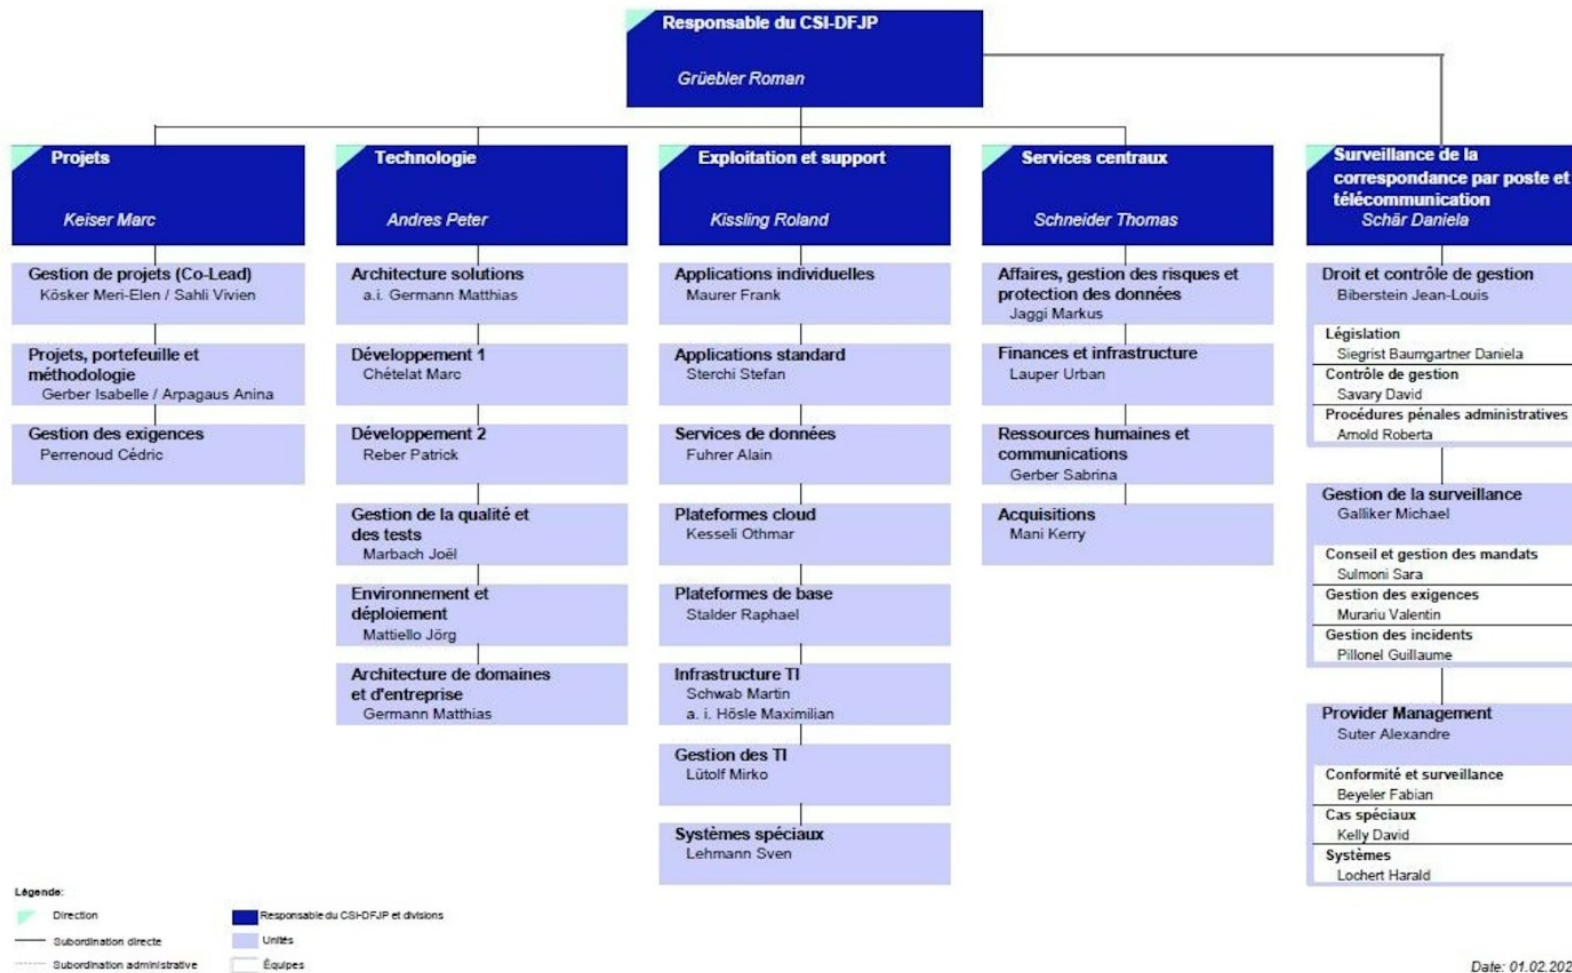 Responsable du CSI-DFJP
Grüebler Roman
Projets
Keiser Marc
Gestion de projets (Co-Lead)
Kösker Meri-Elen / Sahli Vivien
Projets, portefeuille et
méthodologie
Gerber Isabelle / Arpagaus Anina
Gestion des exigences
Perrenoud Cédric
Technologie
Andres Peter
Architecture solutions
a.i. Germann Matthias
Développement 1
Chételat Marc
Développement 2
Reber Patrick
Gestion de la qualité et
des tests
Marbach Joël
Environnement et
déploiement
Mattiello Jörg
Architecture de domaines
et d'entreprise
Germann Matthias
Exploitation et support
Kissling Roland
Applications individuelles
Maurer Frank
Applications standard
Sterchi Stefan
Services de données
Fuhrer Alain
Plateformes cloud
Kesseli Othmar
Plateformes de base
Stalder Raphael
Infrastructure TI
Schwab Martin
a. i. Hösle Maximilian
Gestion des TI
Lütolf Mirko
Systèmes spéciaux
Lehmann Sven
Services centraux
Schneider Thomas
Affaires, gestion des risques et
protection des données
Jaggi Markus
Finances et infrastructure
Lauper Urban
Ressources humaines et
communications
Gerber Sabrina
Acquisitions
Mani Kerry
Surveillance de la
correspondance par poste et
télécommunication
Schär Daniela
Droit et contrôle de gestion
Biberstein Jean-Louis
Législation
Siegrist Baumgartner Daniela
Contrôle de gestion
Savary David
Procédures pénales administratives
Arnold Roberta
Gestion de la surveillance
Galliker Michael
Conseil et gestion des mandats
Sulmoni Sara
Gestion des exigences
Murariu Valentin
Gestion des incidents
Pillonel Guillaume
Provider Management
Suter Alexandre
Conformité et surveillance
Beyeler Fabian
Cas spéciaux
Kelly David
Systèmes
Lochert Harald
Légende:
Direction
Subordination directe
Subordination administrative
Responsable du CSI-DFJP et divisions
Unités
Équipes
Date: 01.02.202